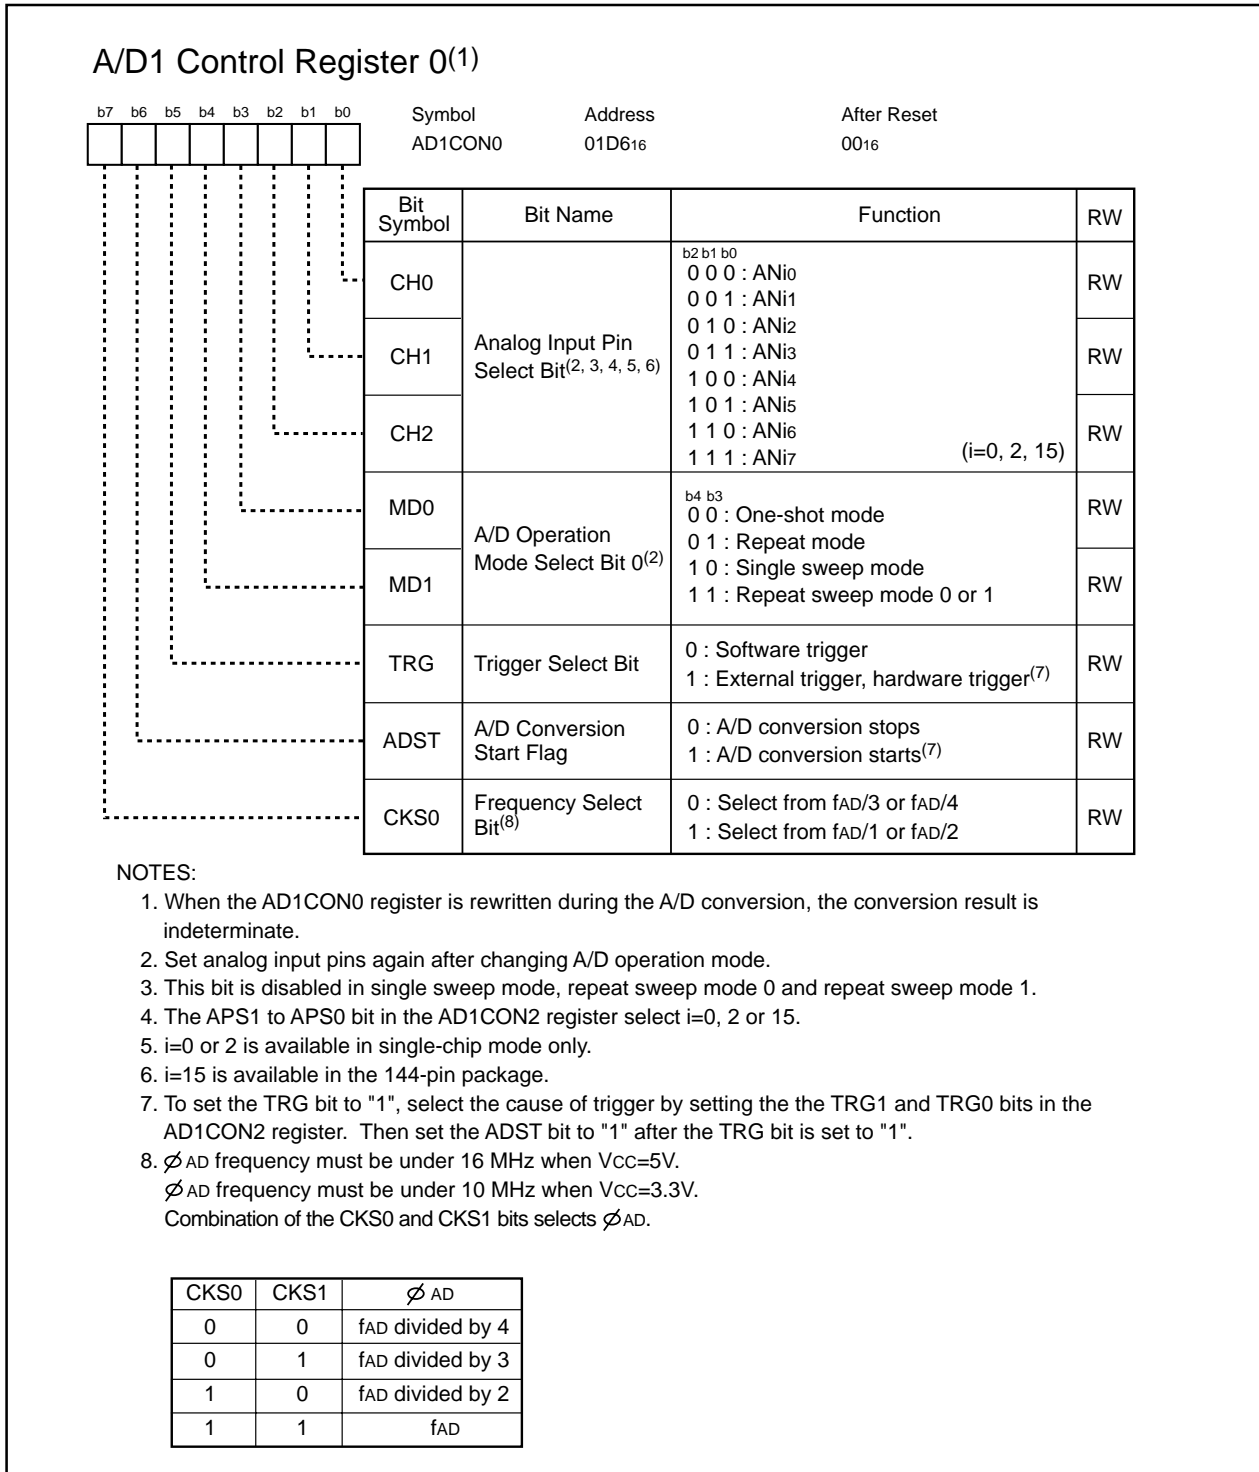 A/D1 Control Register 0(1)
b7 b6 b5 b4 b3 b2 b1 b0
Symbol Address After Reset
AD1CON0 01D616 0016
Bit Symbol Bit Name Function RW
CH0 RW
CH1 RW
CH2 RW
Analog Input Pin
Select Bit(2, 3, 4, 5, 6)
b2 b1 b0
0 0 0 : ANi0
0 0 1 : ANi1
0 1 0 : ANi2
0 1 1 : ANi3
1 0 0 : ANi4
1 0 1 : ANi5
1 1 0 : ANi6
1 1 1 : ANi7 (i=0, 2, 15)
MD0 RW
MD1 RW
A/D Operation
Mode Select Bit 0(2)
b4 b3
0 0 : One-shot mode
0 1 : Repeat mode
1 0 : Single sweep mode
1 1 : Repeat sweep mode 0 or 1
TRG Trigger Select Bit
0 : Software trigger
1 : External trigger, hardware trigger(7)
RW
ADST
A/D Conversion
Start Flag
0 : A/D conversion stops
1 : A/D conversion starts(7)
RW
CKS0
Frequency Select
Bit(8)
0 : Select from fAD/3 or fAD/4
1 : Select from fAD/1 or fAD/2
RW
NOTES:
1. When the AD1CON0 register is rewritten during the A/D conversion, the conversion result is
indeterminate.
2. Set analog input pins again after changing A/D operation mode.
3. This bit is disabled in single sweep mode, repeat sweep mode 0 and repeat sweep mode 1.
4. The APS1 to APS0 bit in the AD1CON2 register select i=0, 2 or 15.
5. i=0 or 2 is available in single-chip mode only.
6. i=15 is available in the 144-pin package.
7. To set the TRG bit to "1", select the cause of trigger by setting the the TRG1 and TRG0 bits in the
AD1CON2 register. Then set the ADST bit to "1" after the TRG bit is set to "1".
8. ØAD frequency must be under 16 MHz when VCC=5V.
ØAD frequency must be under 10 MHz when VCC=3.3V.
Combination of the CKS0 and CKS1 bits selects ØAD.
CKS0 CKS1 ØAD
0 0 fAD divided by 4
0 1 fAD divided by 3
1 0 fAD divided by 2
1 1 fAD